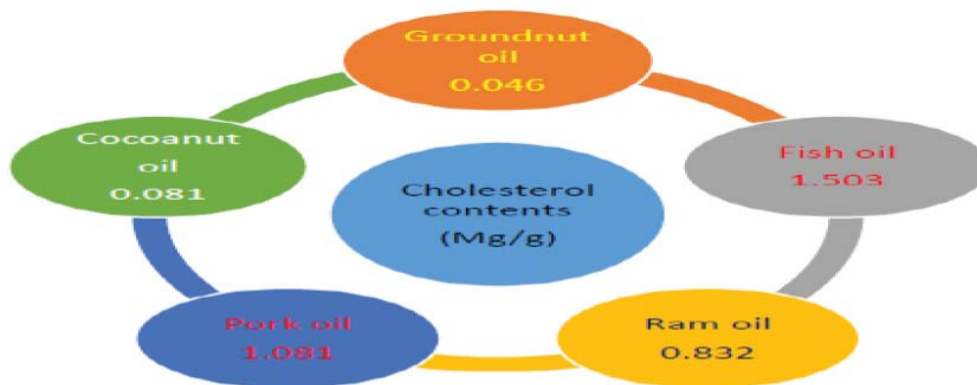 Groundnut
oil
0.046
Cocoanut
oil
0.081
Fish oil
1.503
Cholesterol
contents
(Mg/g)
Pork oil
1.081
Ram oil
0.832